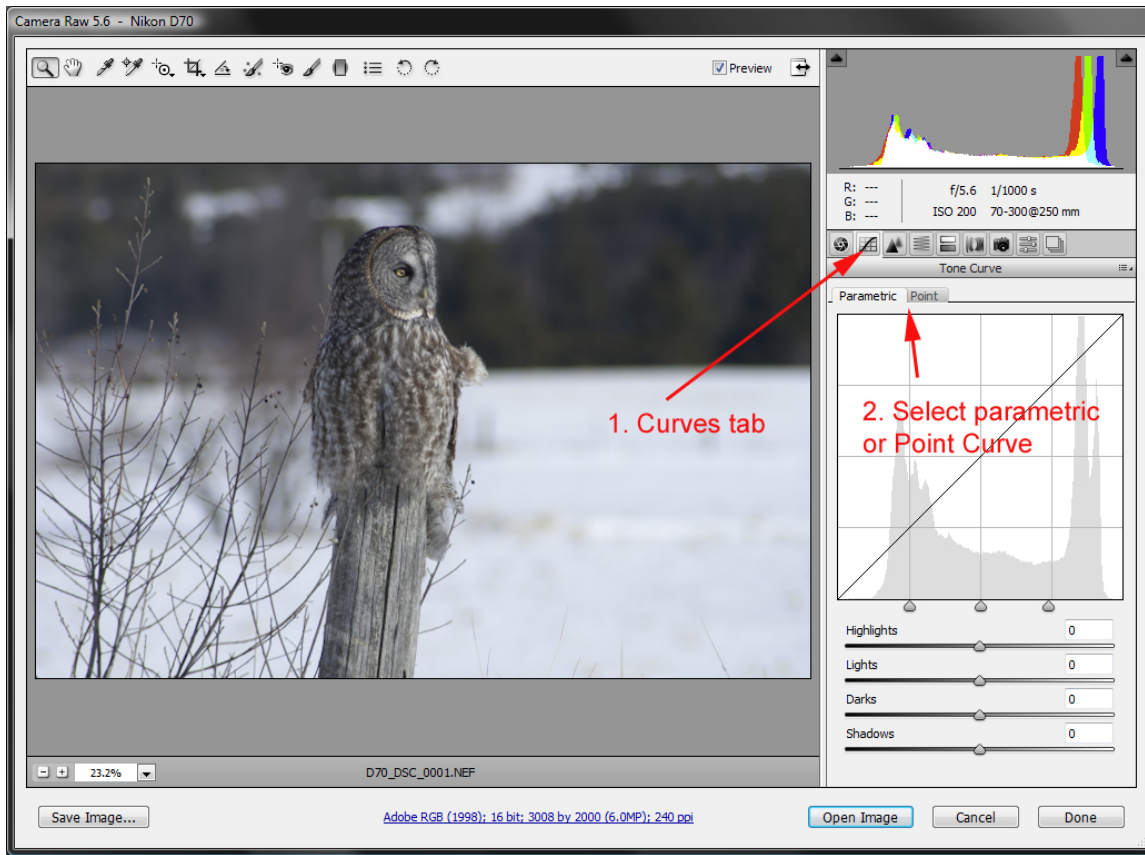 Camera Raw 5.6 - Nikon D70
Preview
R: ---
G: ---
B: ---
f/5.6 1/1000 s
ISO 200 70-300@250 mm
Tone Curve
Parametric Point
1. Curves tab
2. Select parametric
or Point Curve
Highlights 0
Lights 0
Darks 0
Shadows 0
23.2% D70_DSC_0001.NEF
Save Image... Adobe RGB (1998); 16 bit; 3008 by 2000 (6.0MP); 240 ppi Open Image Cancel Done